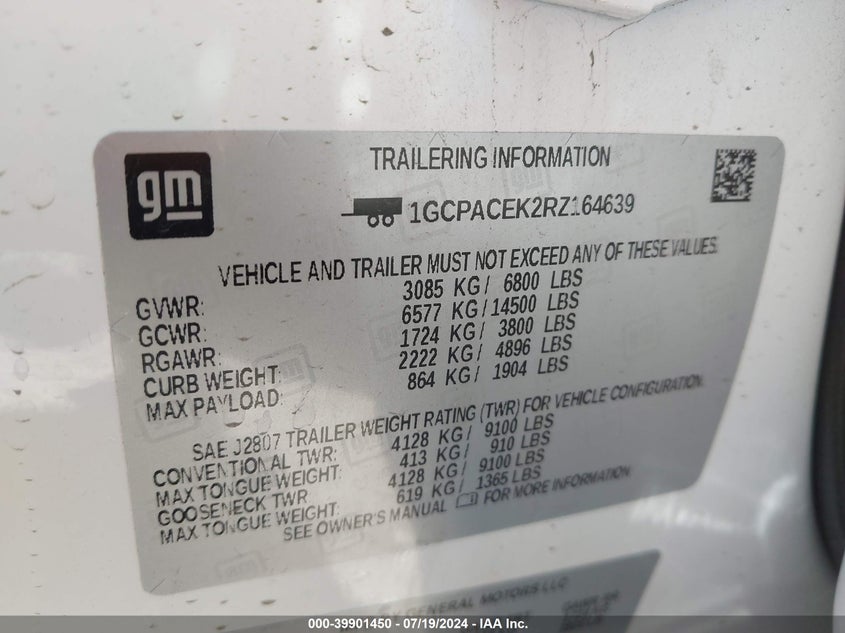 gm
TRAILERING INFORMATION
1GCPACEK2RZ164639
VEHICLE AND TRAILER MUST NOT EXCEED ANY OF THESE VALUES.
GVWR: 3085 KG/ 6800 LBS
GCWR: 6577 KG/14500 LBS
RGAWR: 1724 KG/ 3800 LBS
CURB WEIGHT: 2222 KG/ 4896 LBS
MAX PAYLOAD: 864 KG/ 1904 LBS
SAE J2807 TRAILER WEIGHT RATING (TWR) FOR VEHICLE CONFIGURATION.
CONVENTIONAL TWR: 4128 KG/ 9100 LBS
MAX TONGUE WEIGHT: 413 KG/ 910 LBS
GOOSENECK TWR 4128 KG/ 9100 LBS
MAX TONGUE WEIGHT: 619 KG/ 1365 LBS
SEE OWNER'S MANUAL FOR MORE INFORMATION
GENERAL MOTORS LLC
000-39901450 - 07/19/2024 - IAA Inc.